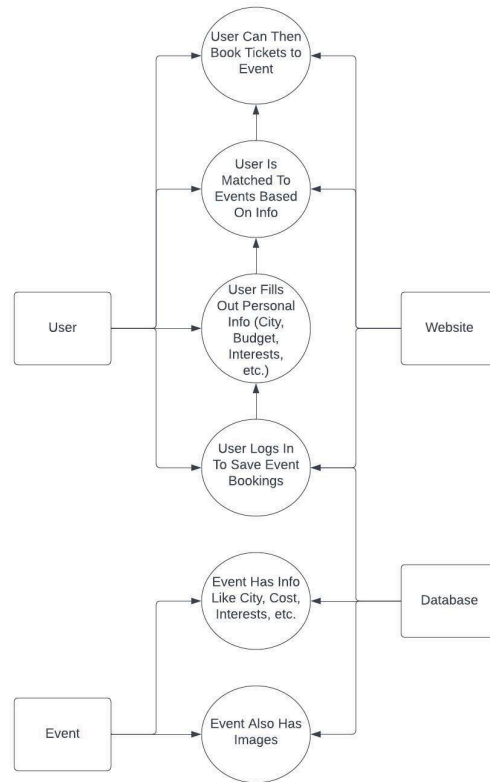 User Can Then
Book Tickets to
Event
User Is
Matched To
Events Based
On Info
User Fills
Out Personal
Info (City,
Budget,
Interests,
etc.)
User
Website
User Logs In
To Save Event
Bookings
Event Has Info
Like City, Cost,
Interests, etc.
Database
Event Also Has
Images
Event